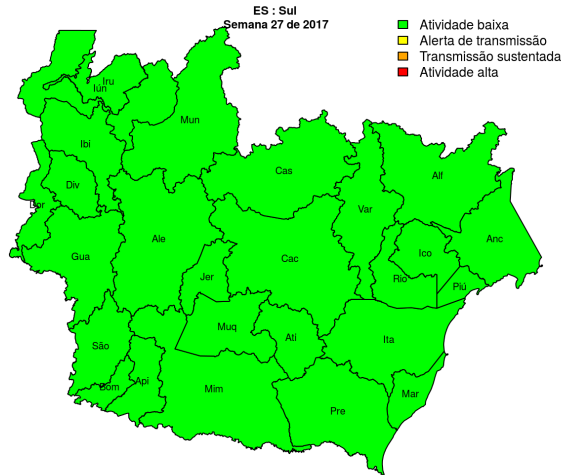 ES : Sul
Semana 27 de 2017
Atividade baixa
Alerta de transmissão
Transmissão sustentada
Atividade alta
Iru
Iún
Mun
Ibi
Cas
Alf
Div
Dor
Var
Ale
Anc
Ico
Gua
Cac
Jer
Rio
Piú
Muq
Ati
Ita
São
Api
Bom
Mim
Mar
Pre